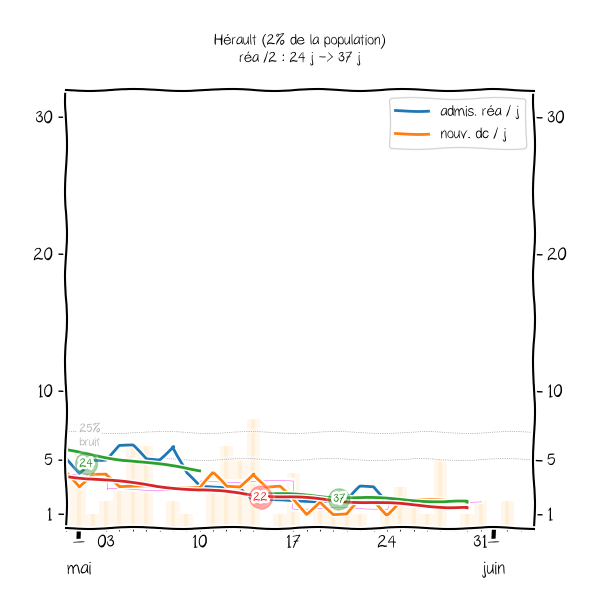 Hérault (2% de la population)
réa /2 : 24 j -> 37 j
admis. réa / j
nouv. dc / j
30 30
20 20
10 10
25%
bruit
24
5 5
22 37
1 1
03 10 17 24 31
mai juin